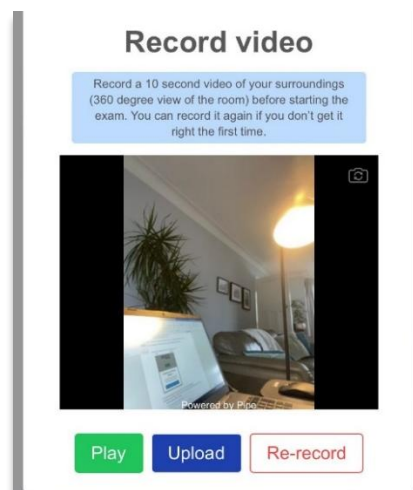 Record video
Record a 10 second video of your surroundings
(360 degree view of the room) before starting the
exam. You can record it again if you don't get it
right the first time.
Powered by Pipe
Play
Upload
Re-record